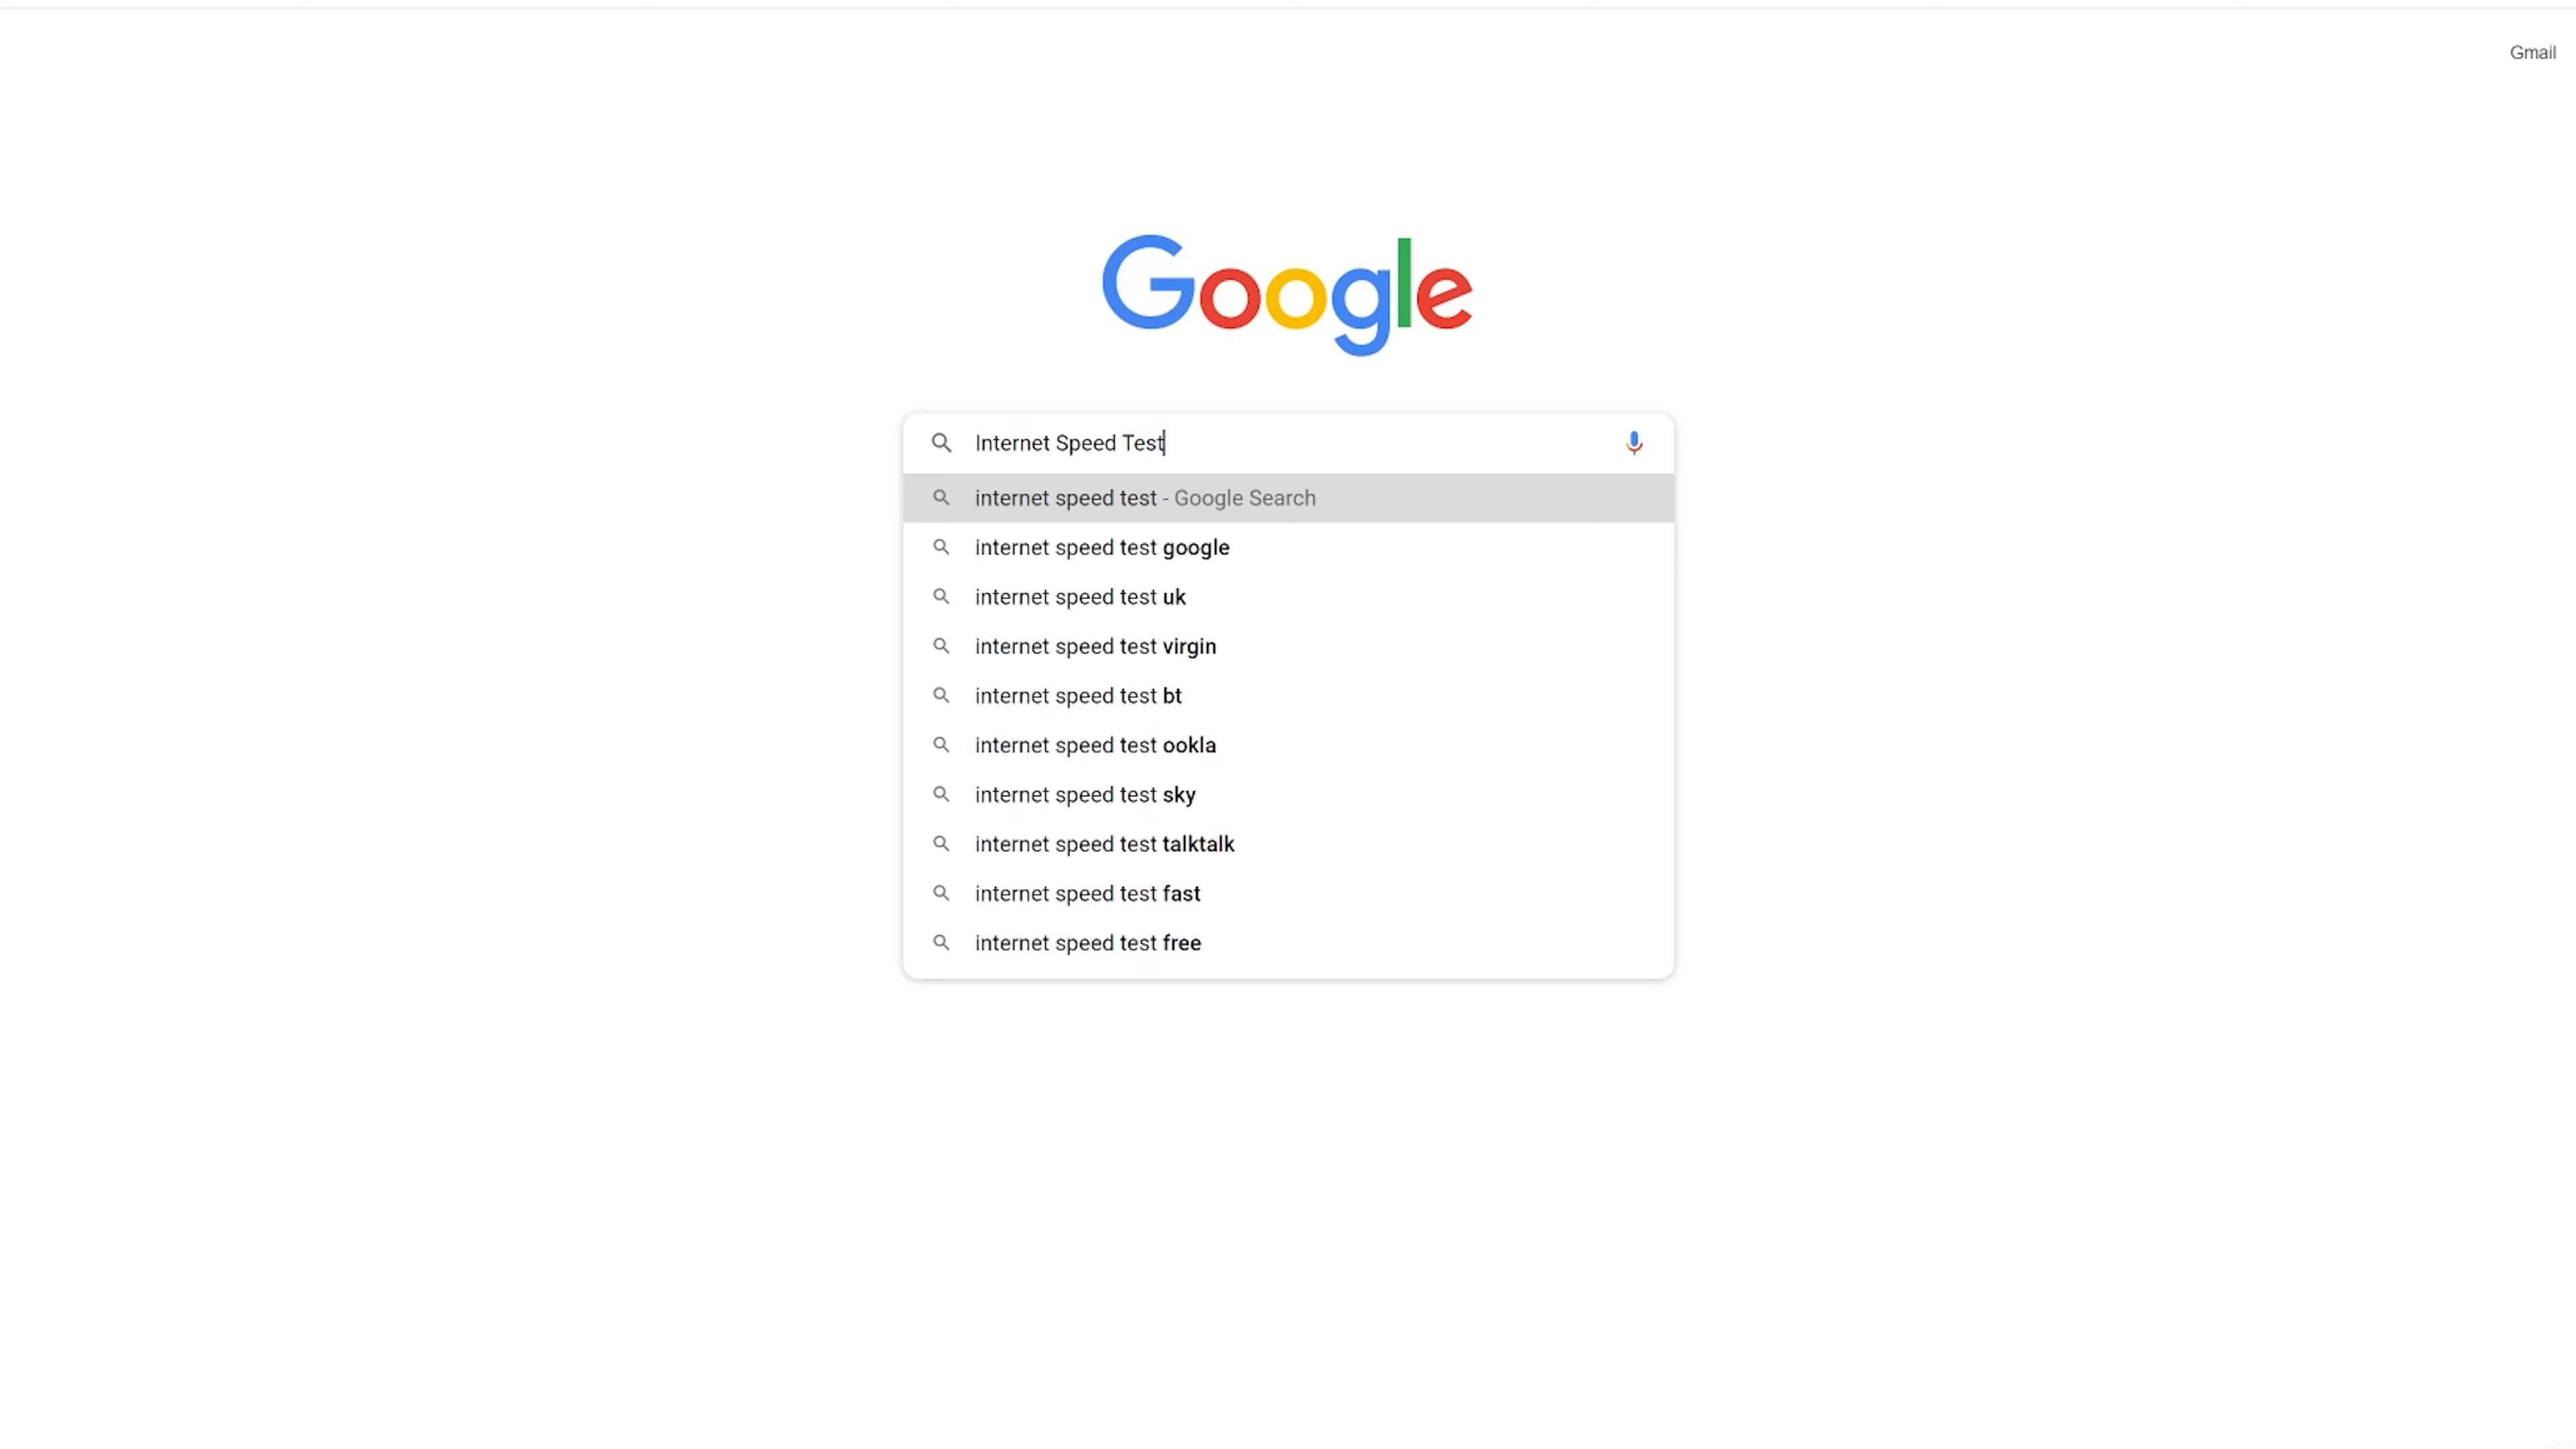 Gmail
Google
Internet Speed Test
internet speed test - Google Search
internet speed test google
internet speed test uk
internet speed test virgin
internet speed test bt
internet speed test ookla
internet speed test sky
internet speed test talktalk
internet speed test fast
internet speed test free